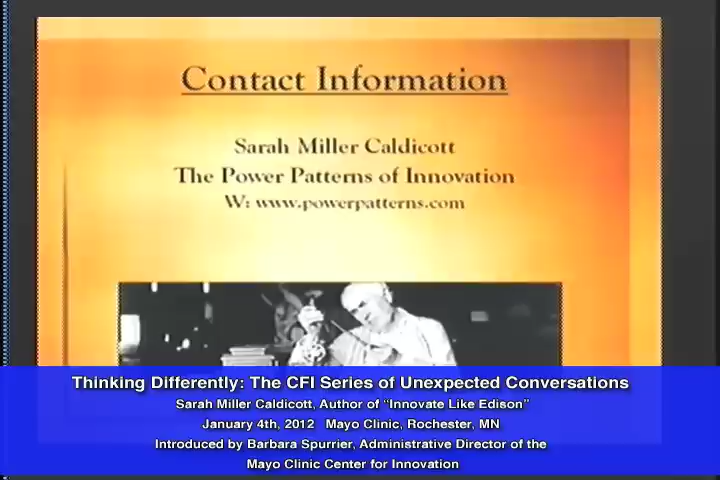 Contact Information
Sarah Miller Caldicott
The Power Patterns of Innovation
W: www.powerpatterns.com
Thinking Differently: The CFI Series of Unexpected Conversations
Sarah Miller Caldicott, Author of “Innovate Like Edison”
January 4th, 2012 Mayo Clinic, Rochester, MN
Introduced by Barbara Spurrier, Administrative Director of the
Mayo Clinic Center for Innovation